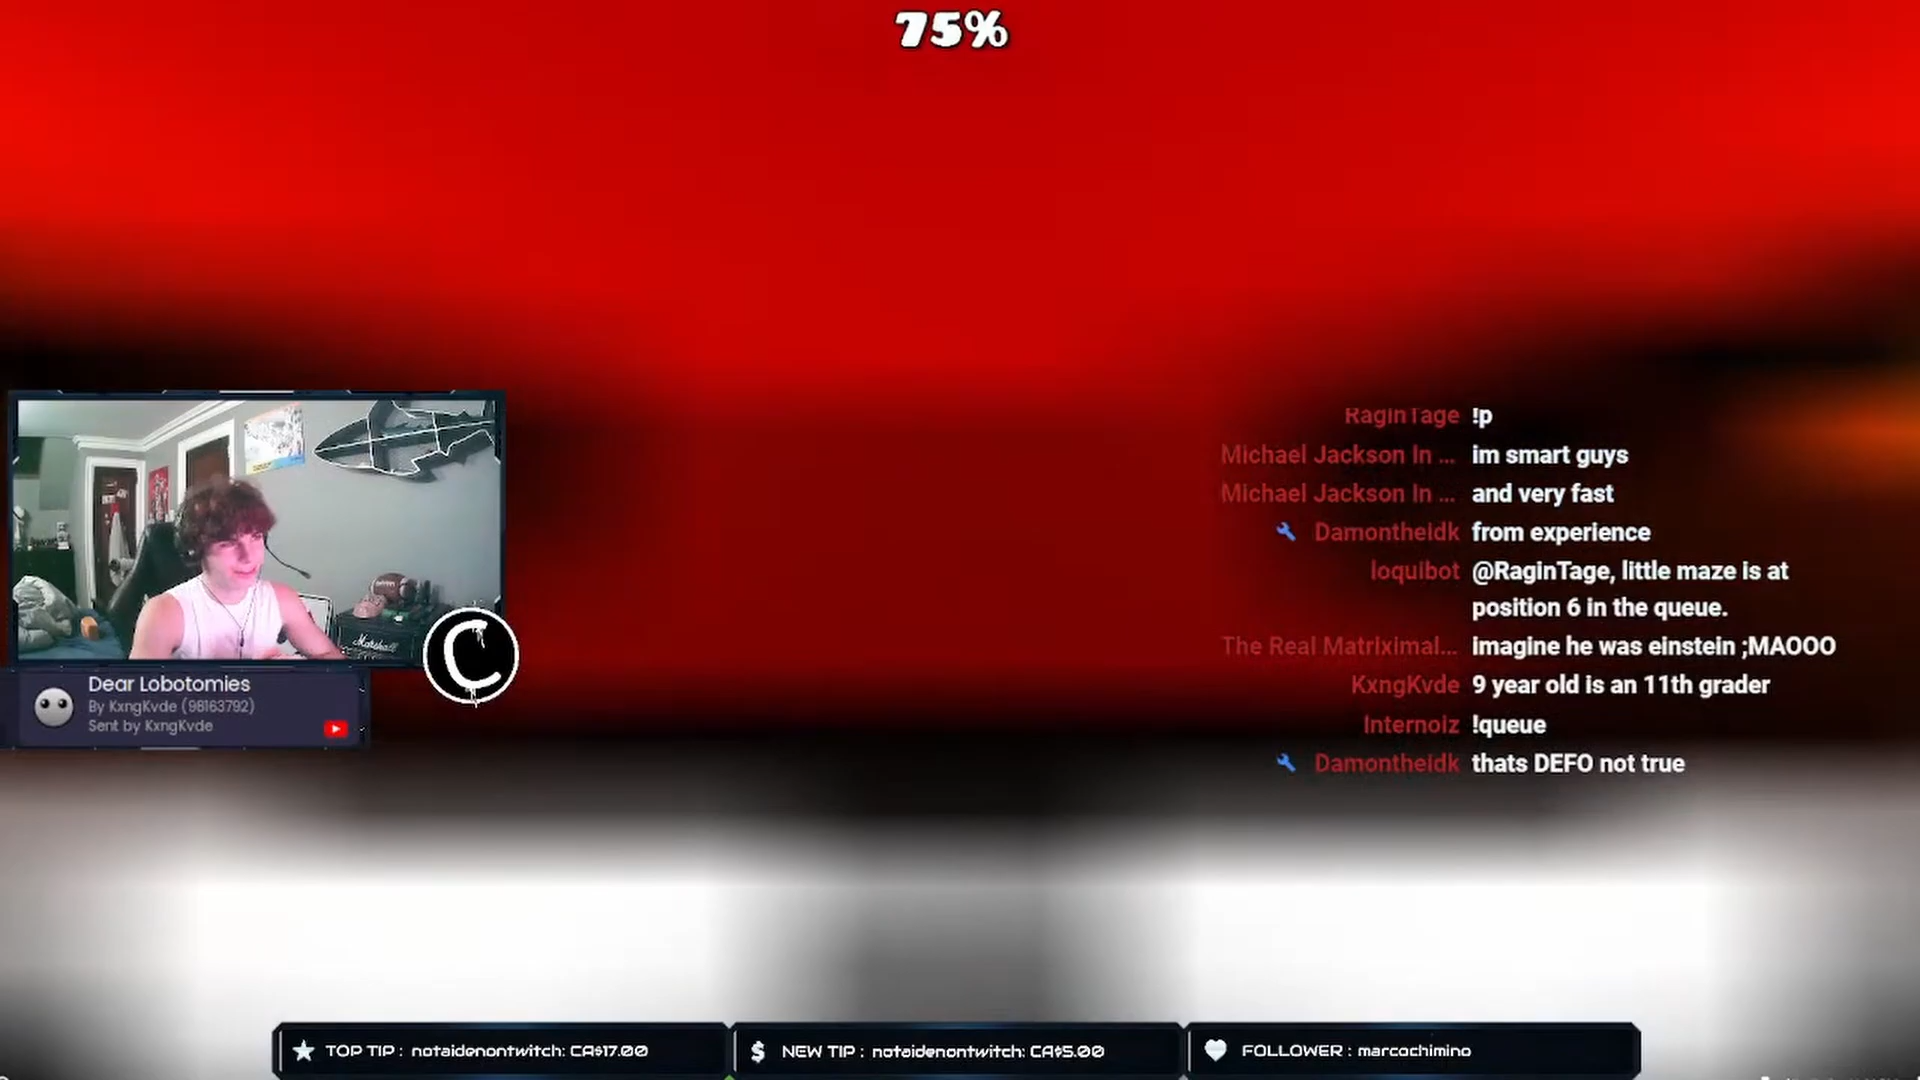 75%
RaginTage !p
Michael Jackson In ... im smart guys
Michael Jackson In ... and very fast
Damontheidk from experience
loquibot @RaginTage, little maze is at
position 6 in the queue.
The Real Matriximal... imagine he was einstein ;MAOOO
KxngKvde 9 year old is an 11th grader
Internoiz !queue
Damontheidk thats DEFO not true
Marshall
C
Dear Lobotomies
By KxngKvde (98163792)
Sent by KxngKvde
TOP TIP : notaidenontwitch: CA$17.00
NEW TIP : notaidenontwitch: CA$5.00
FOLLOWER : marcochimino